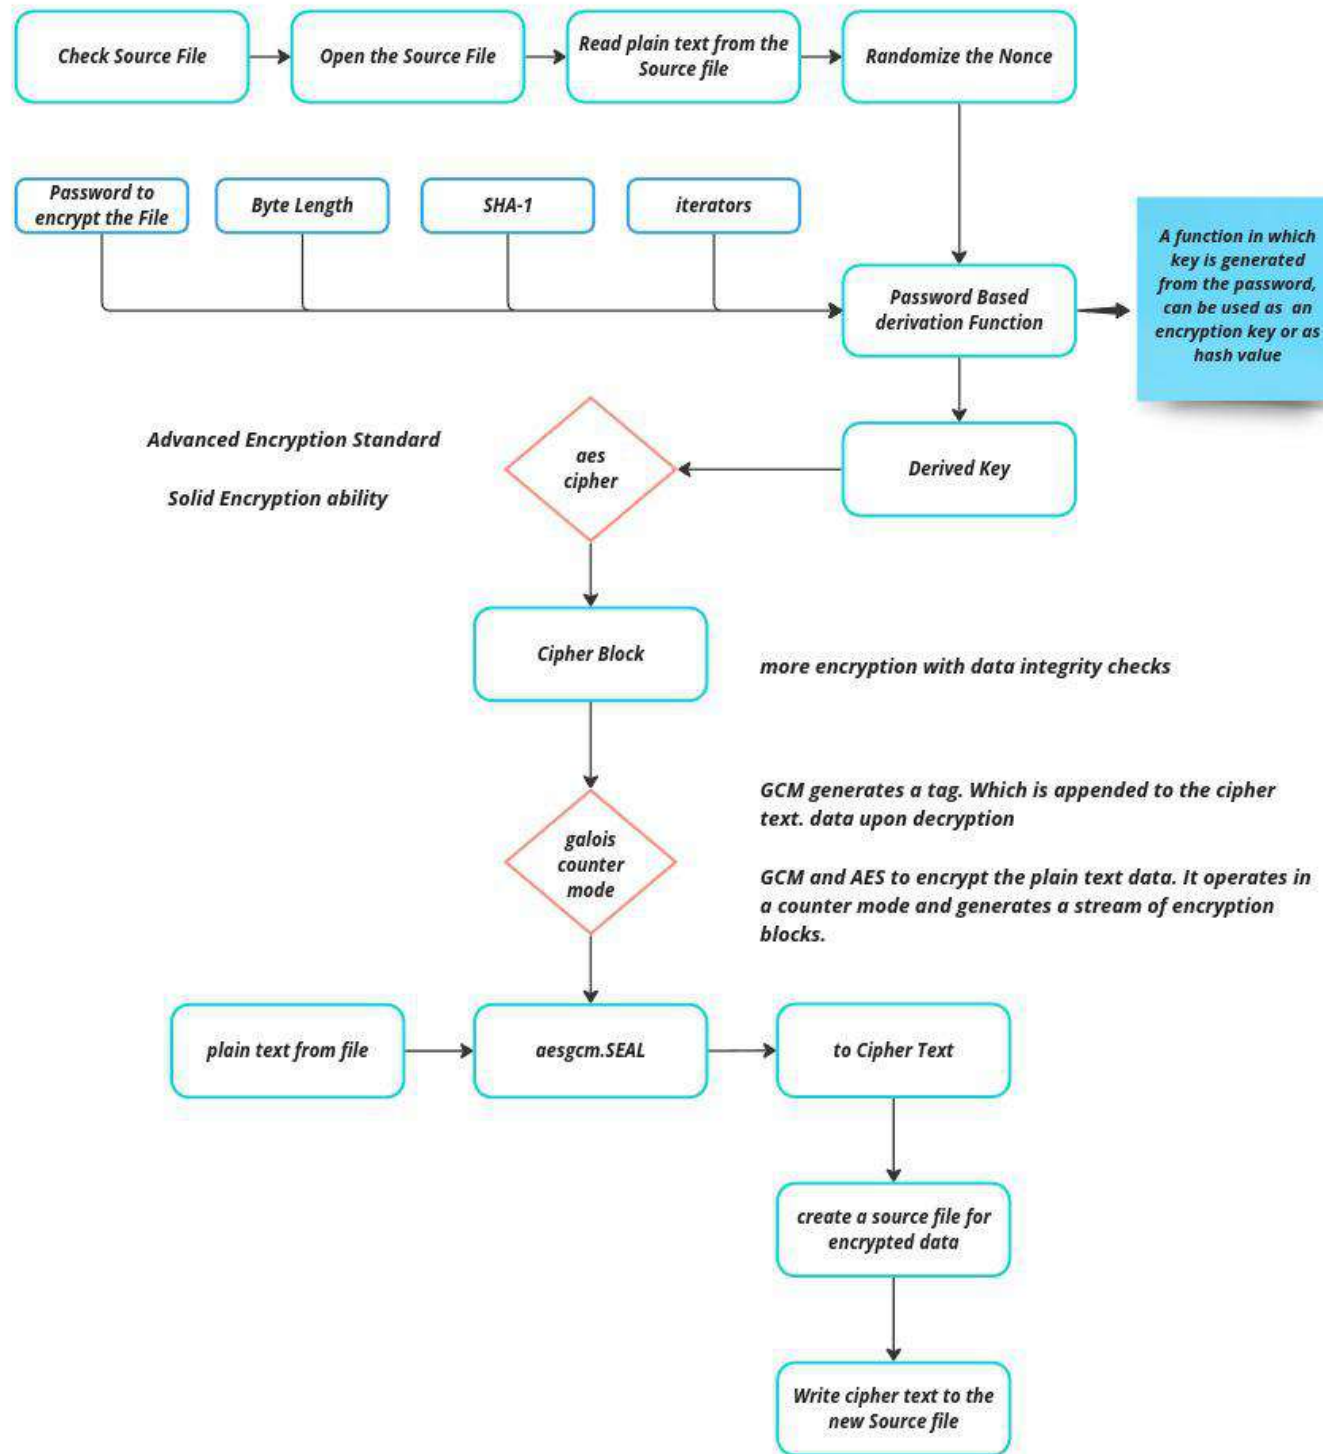 Check Source File
Open the Source File
Read plain text from the
Source file
Randomize the Nonce
Password to
encrypt the File
Byte Length
SHA-1
iterators
A function in which
key is generated
from the password,
can be used as an
encryption key or as
hash value
Password Based
derivation Function
Advanced Encryption Standard
Solid Encryption ability
aes
cipher
Derived Key
Cipher Block
more encryption with data integrity checks
GCM generates a tag. Which is appended to the cipher
text. data upon decryption
galois
counter
mode
GCM and AES to encrypt the plain text data. It operates in
a counter mode and generates a stream of encryption
blocks.
plain text from file
aesgcm.SEAL
to Cipher Text
create a source file for
encrypted data
Write cipher text to the
new Source file